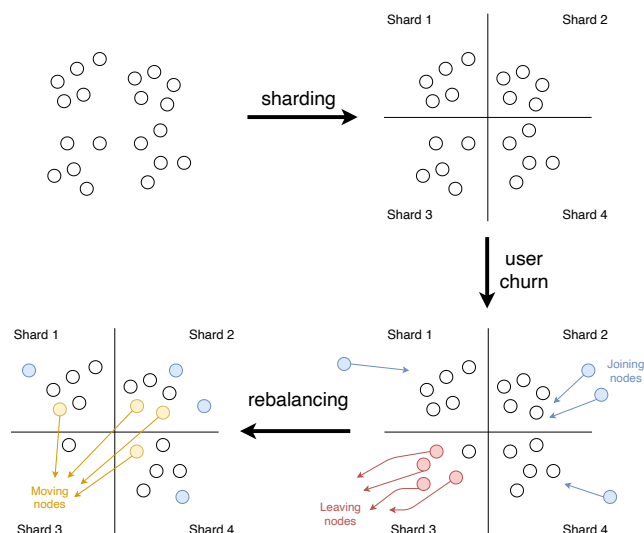 Shard 1
Shard 2
sharding
Shard 3
Shard 4
user
churn
Shard 1
Shard 2
rebalancing
Moving
nodes
Shard 3
Shard 4
Shard 1
Shard 2
Joining
nodes
Leaving
nodes
Shard 3
Shard 4